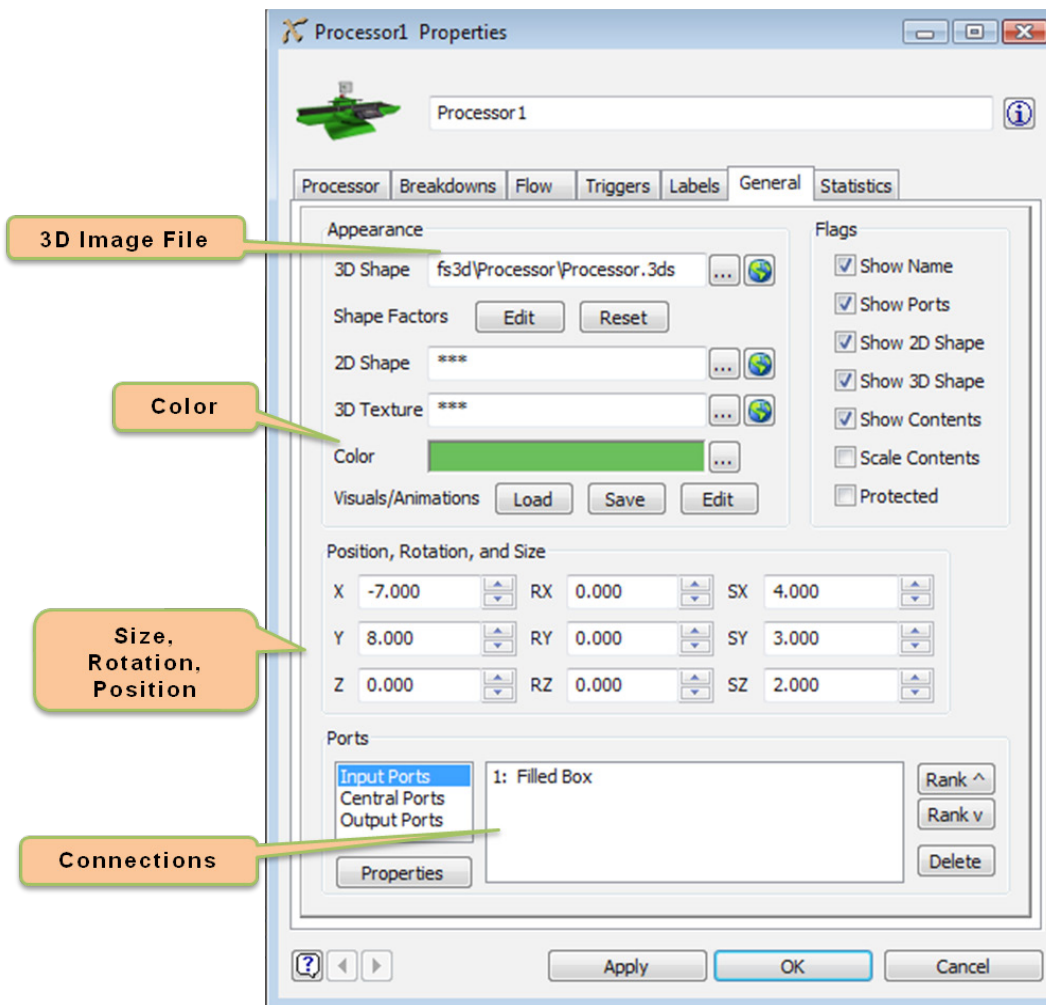 Processor1 Properties
Processor1
Processor Breakdowns Flow Triggers Labels General Statistics
3D Image File
Appearance
3D Shape fs3d\Processor\Processor.3ds ...
Shape Factors Edit Reset
2D Shape *** ...
3D Texture *** ...
Color
Color ...
Visuals/Animations Load Save Edit
Flags
Show Name
Show Ports
Show 2D Shape
Show 3D Shape
Show Contents
Scale Contents
Protected
Size,
Rotation,
Position
Position, Rotation, and Size
X -7.000 RX 0.000 SX 4.000
Y 8.000 RY 0.000 SY 3.000
Z 0.000 RZ 0.000 SZ 2.000
Connections
Ports
Input Ports
Central Ports
Output Ports
Properties
1: Filled Box
Rank ^
Rank v
Delete
?
Apply OK Cancel